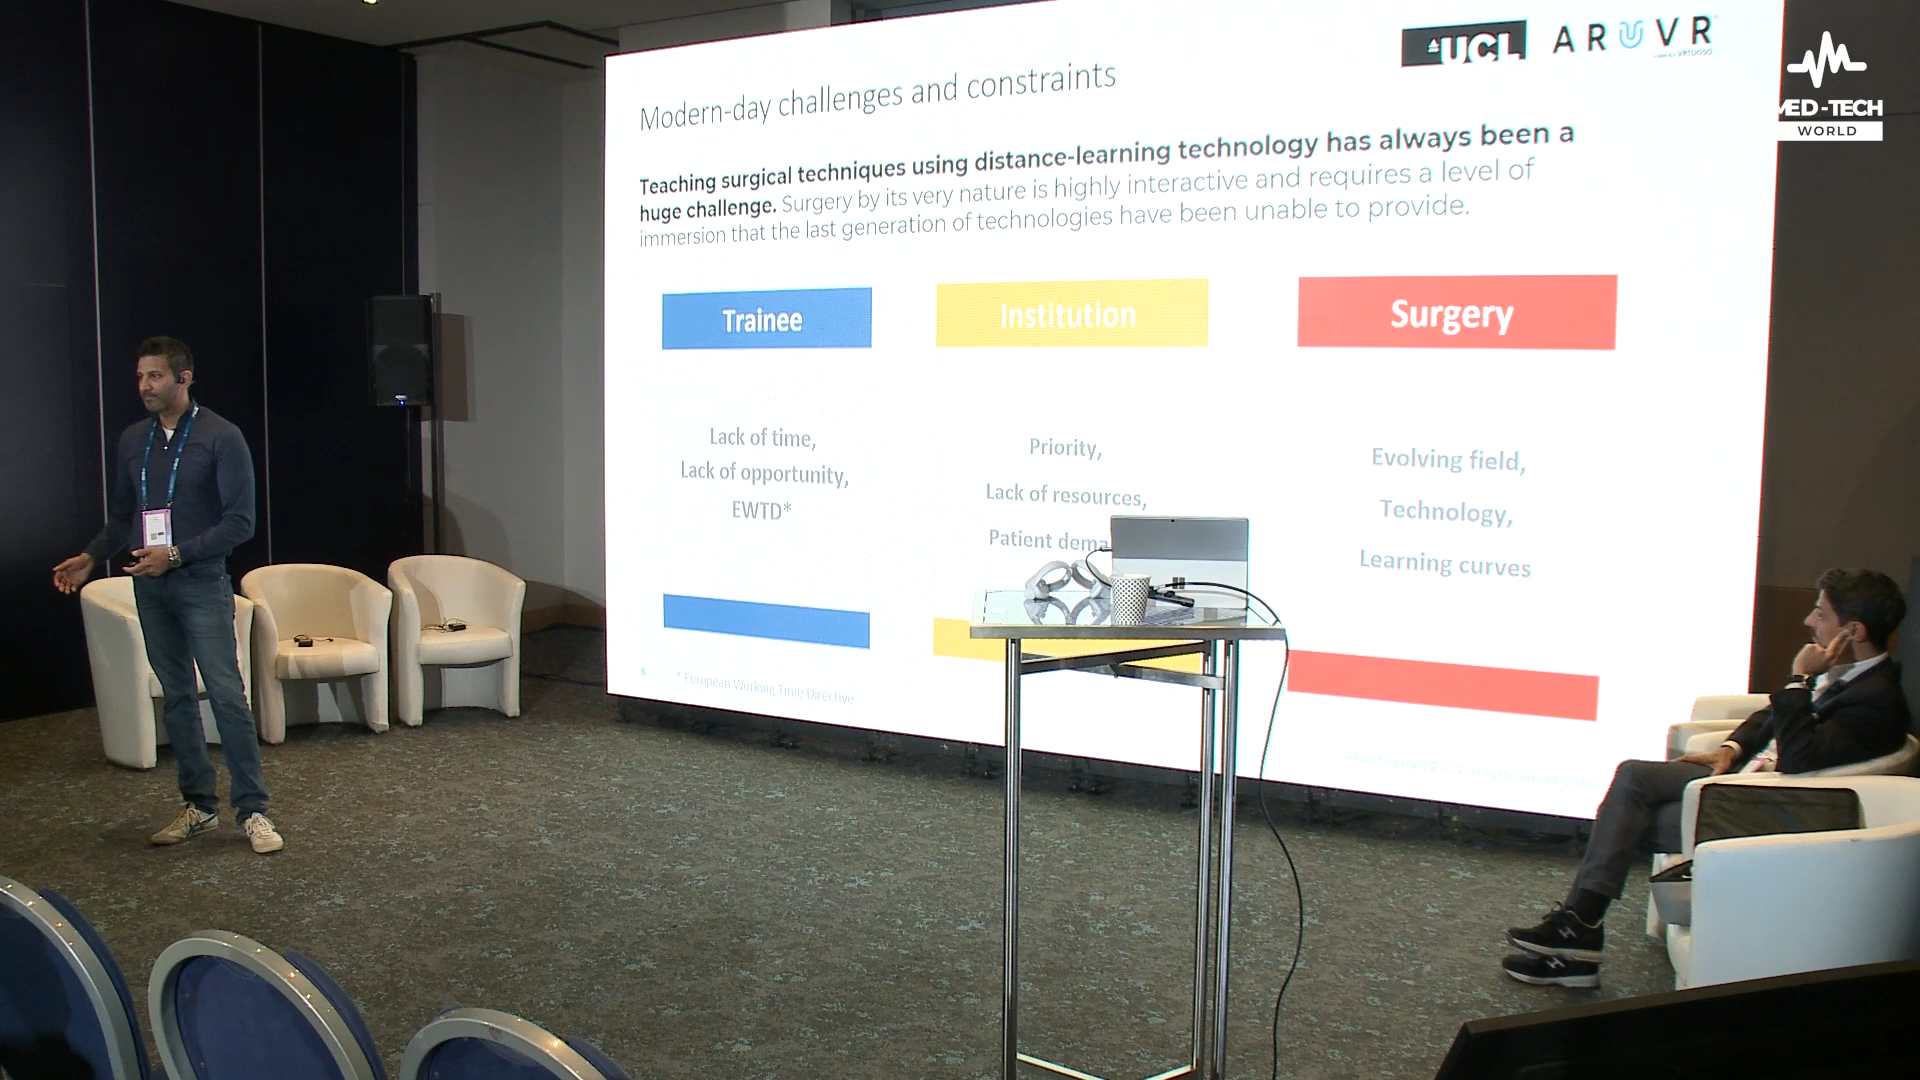 UCL
ARUVR
VIRTUOSO
MED-TECH
WORLD
Modern-day challenges and constraints
Teaching surgical techniques using distance-learning technology has always been a
huge challenge. Surgery by its very nature is highly interactive and requires a level of
immersion that the last generation of technologies have been unable to provide.
Trainee
Lack of time,
Lack of opportunity,
EWTD*
Institution
Priority,
Lack of resources,
Patient dema
Surgery
Evolving field,
Technology,
Learning curves
* European Working Time Directive